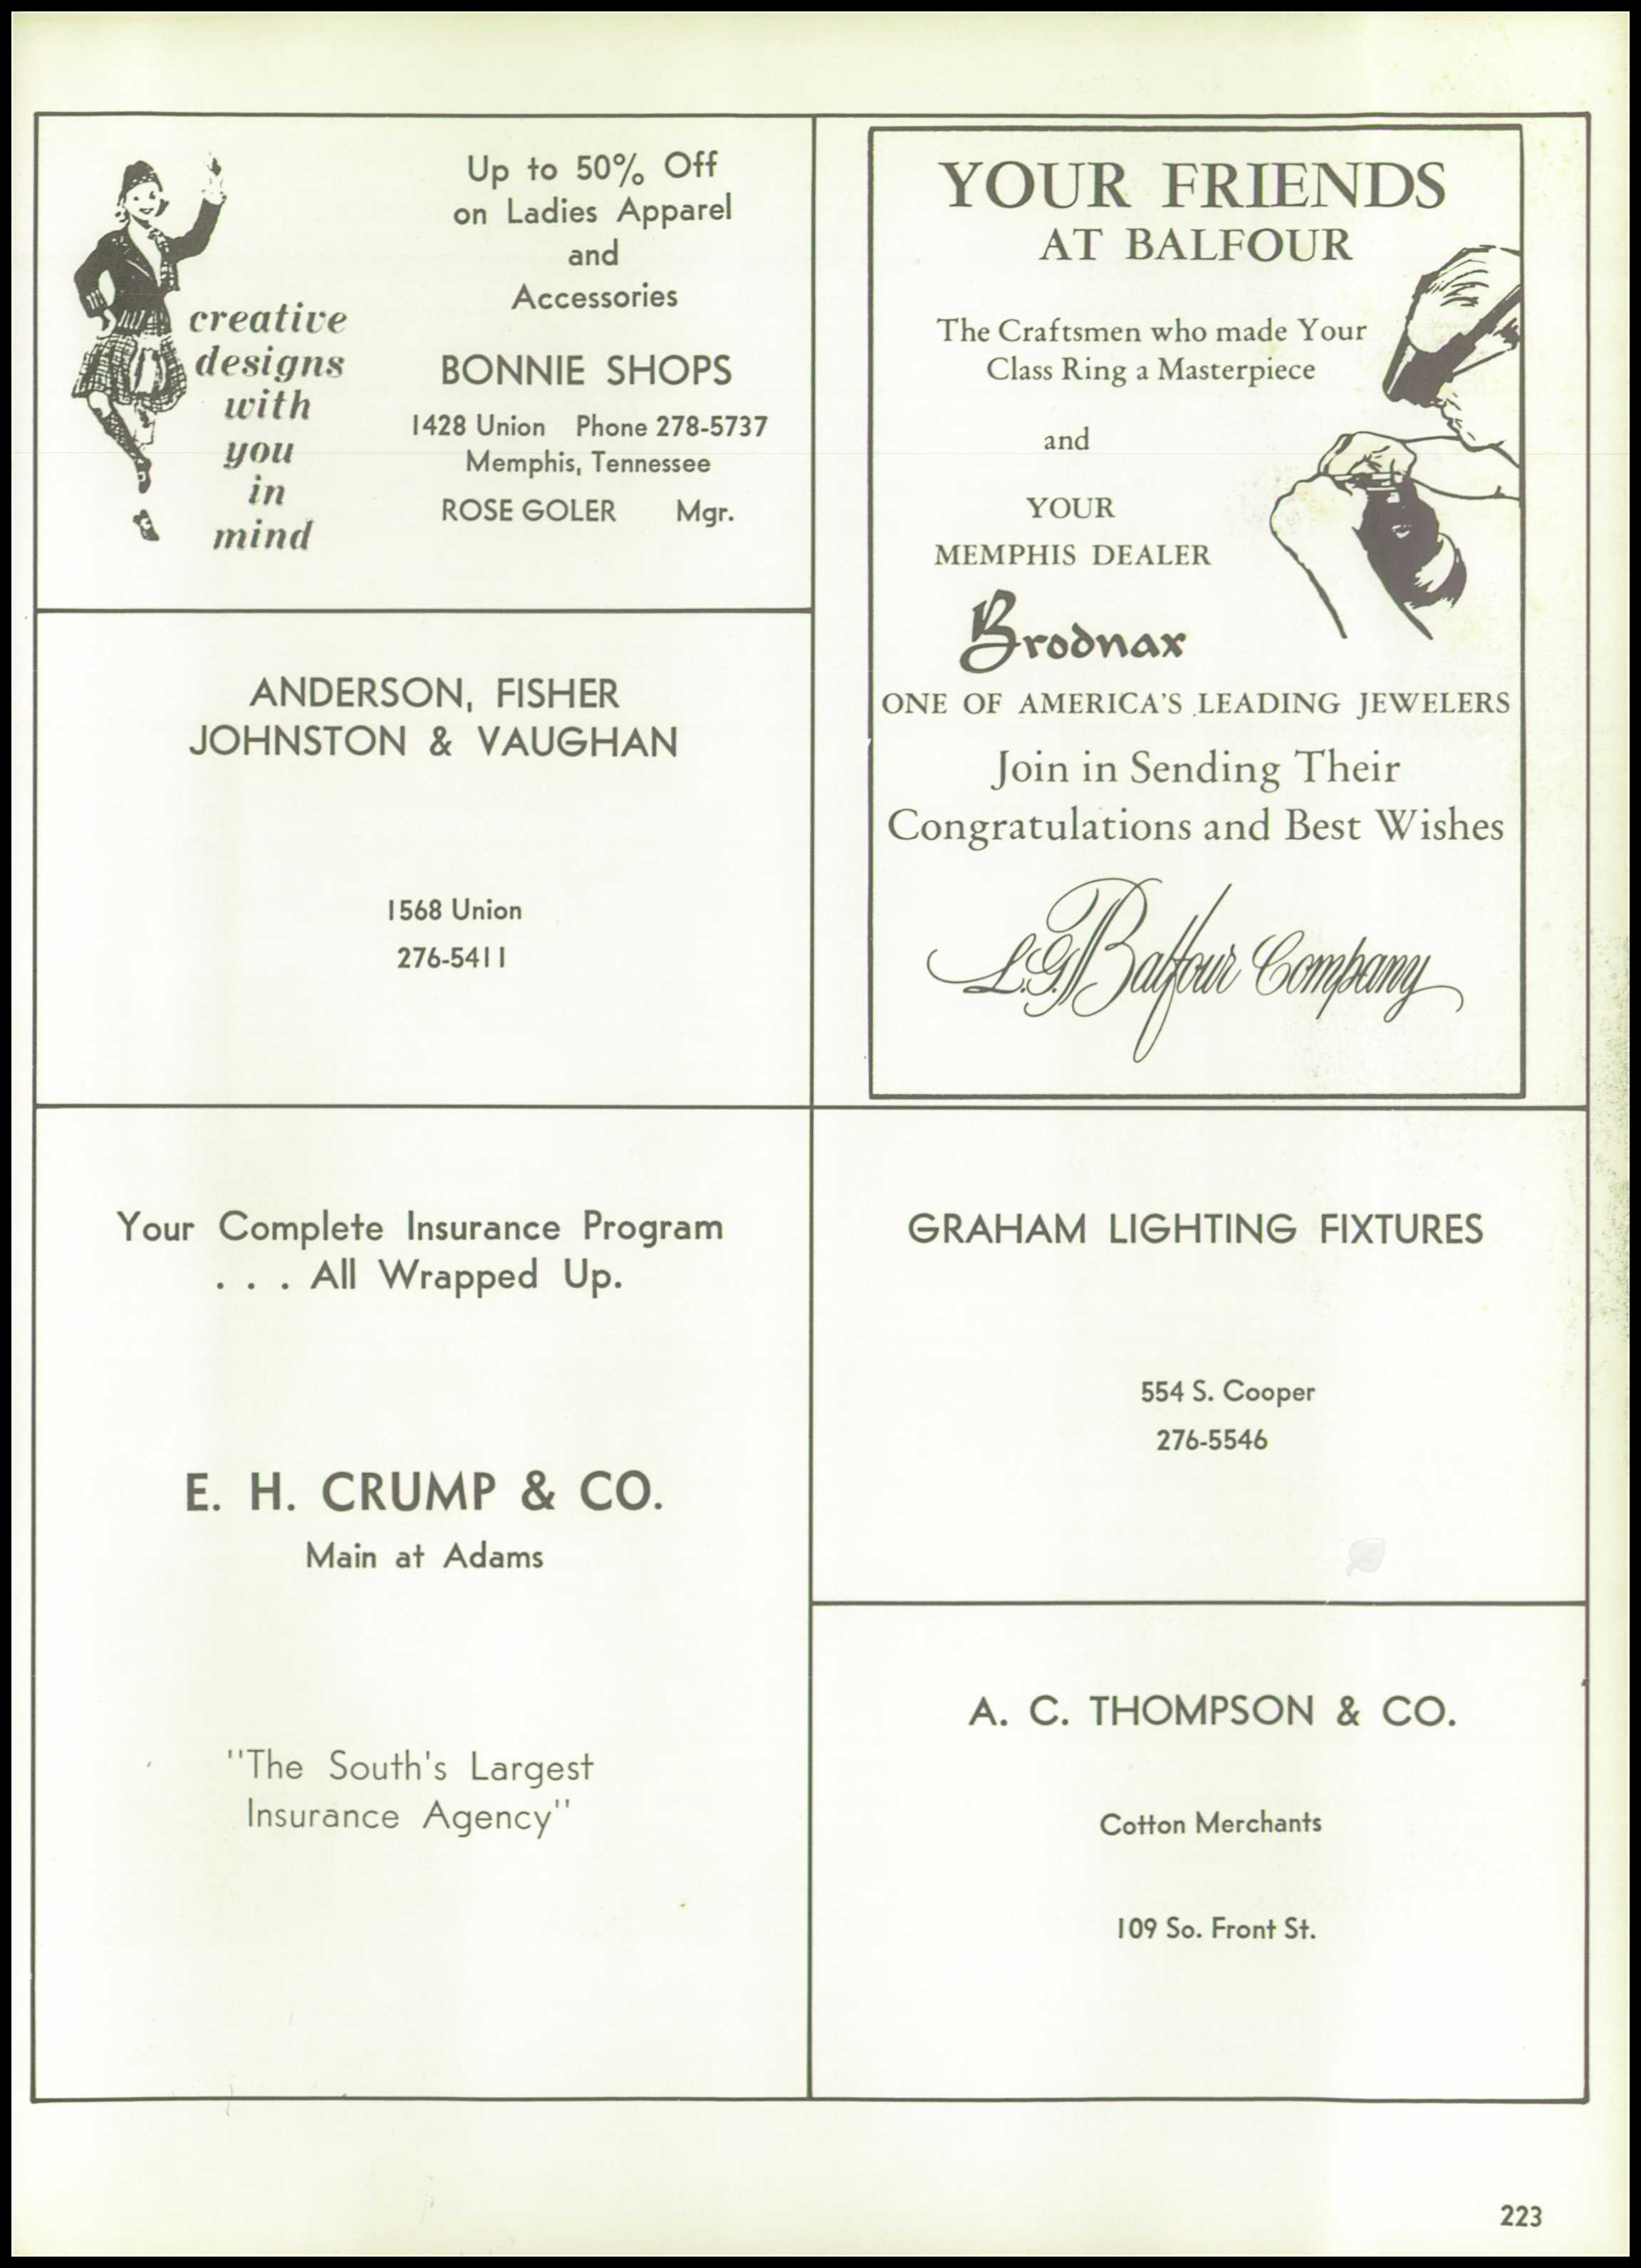 creative
designs
with
you
in
mind
Up to 50% Off
on Ladies Apparel
and
Accessories
BONNIE SHOPS
1428 Union Phone 278-5737
Memphis, Tennessee
ROSE GOLER Mgr.
YOUR FRIENDS
AT BALFOUR
The Craftsmen who made Your
Class Ring a Masterpiece
and
YOUR
MEMPHIS DEALER
Brodnax
ONE OF AMERICA'S LEADING JEWELERS
Join in Sending Their
Congratulations and Best Wishes
L.G. Balfour Company
ANDERSON, FISHER
JOHNSTON & VAUGHAN
1568 Union
276-5411
Your Complete Insurance Program
. . . All Wrapped Up.
E. H. CRUMP & CO.
Main at Adams
"The South's Largest
Insurance Agency"
GRAHAM LIGHTING FIXTURES
554 S. Cooper
276-5546
A. C. THOMPSON & CO.
Cotton Merchants
109 So. Front St.
223